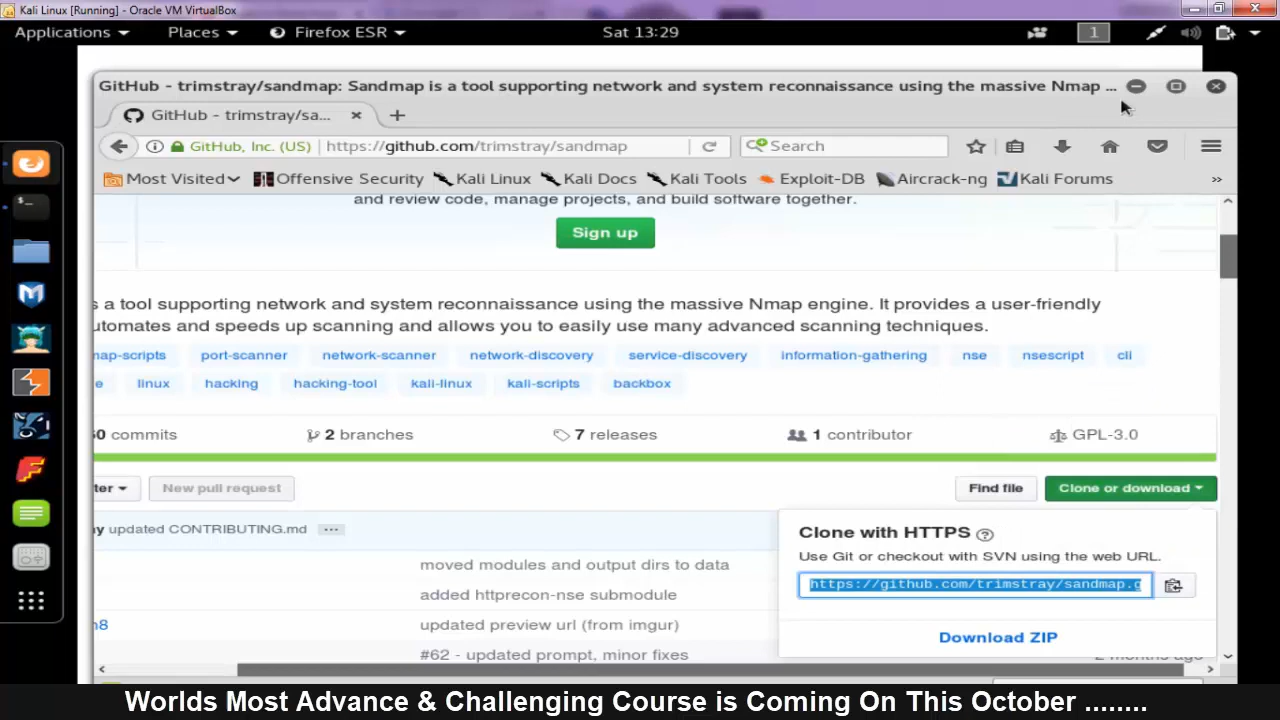 Kali Linux [Running] - Oracle VM VirtualBox
Applications Places Firefox ESR Sat 13:29 1
GitHub - trimstray/sandmap: Sandmap is a tool supporting network and system reconnaissance using the massive Nmap ...
GitHub - trimstray/sa...
GitHub, Inc. (US) https://github.com/trimstray/sandmap Search
Most Visited Offensive Security Kali Linux Kali Docs Kali Tools Exploit-DB Aircrack-ng Kali Forums »
and review code, manage projects, and build software together.
Sign up
s a tool supporting network and system reconnaissance using the massive Nmap engine. It provides a user-friendly
utomates and speeds up scanning and allows you to easily use many advanced scanning techniques.
map-scripts port-scanner network-scanner network-discovery service-discovery information-gathering nse nsescript cli
e linux hacking hacking-tool kali-linux kali-scripts backbox
0 commits 2 branches 7 releases 1 contributor GPL-3.0
ter New pull request Find file Clone or download
y updated CONTRIBUTING.md ...
Clone with HTTPS ?
Use Git or checkout with SVN using the web URL.
moved modules and output dirs to data
https://github.com/trimstray/sandmap.g
added httprecon-nse submodule
n8 updated preview url (from imgur)
Download ZIP
#62 - updated prompt, minor fixes 2 months ago
Worlds Most Advance & Challenging Course is Coming On This October ........